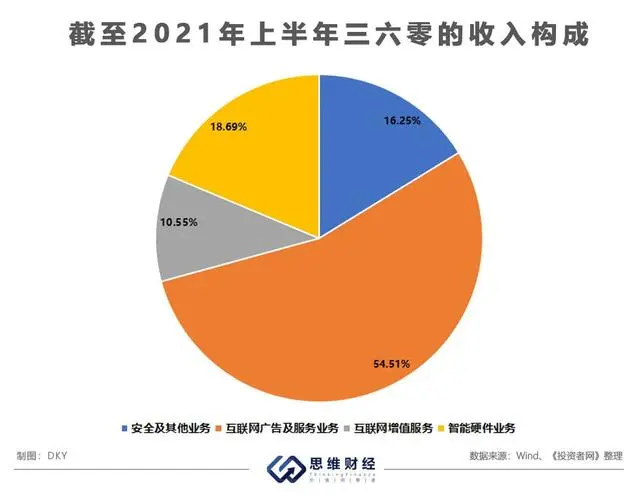 截至2021年上半年三六零的收入构成
18.69%
16.25%
10.55%
54.51%
安全及其他业务 互联网广告及服务业务 互联网增值服务 智能硬件业务
制图：DKY
思维财经
ThinkingFinance
数据来源：Wind、《投资者网》整理